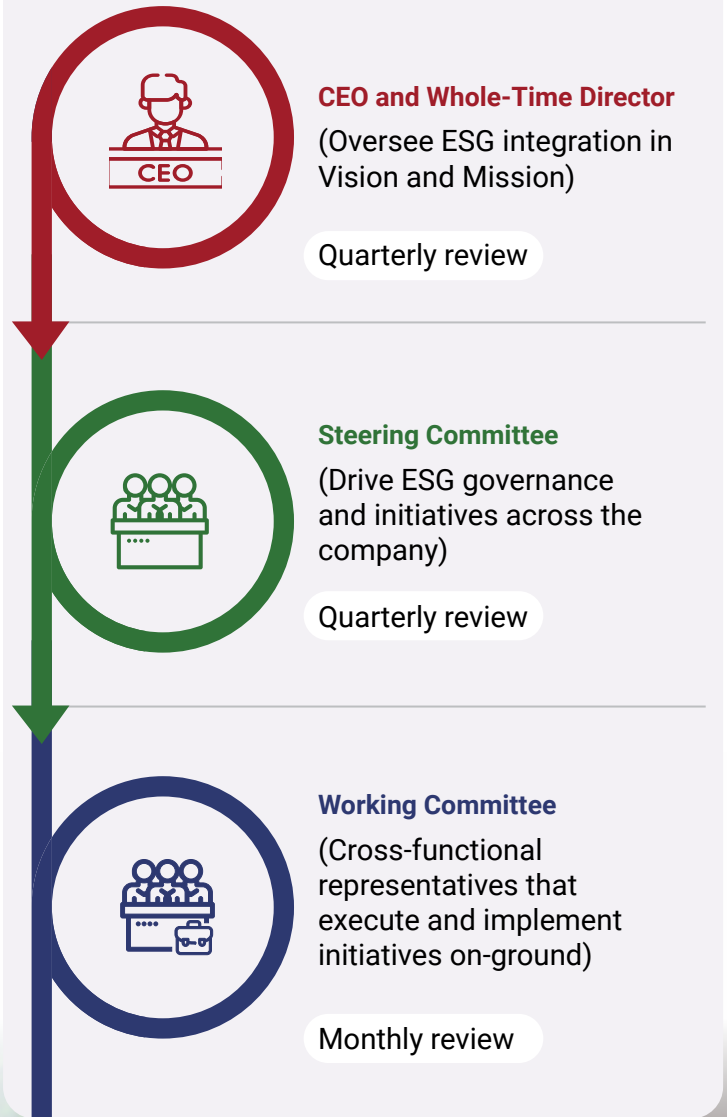 CEO
CEO and Whole-Time Director
(Oversee ESG integration in
Vision and Mission)
Quarterly review
Steering Committee
(Drive ESG governance
and initiatives across the
company)
Quarterly review
Working Committee
(Cross-functional
representatives that
execute and implement
initiatives on-ground)
Monthly review